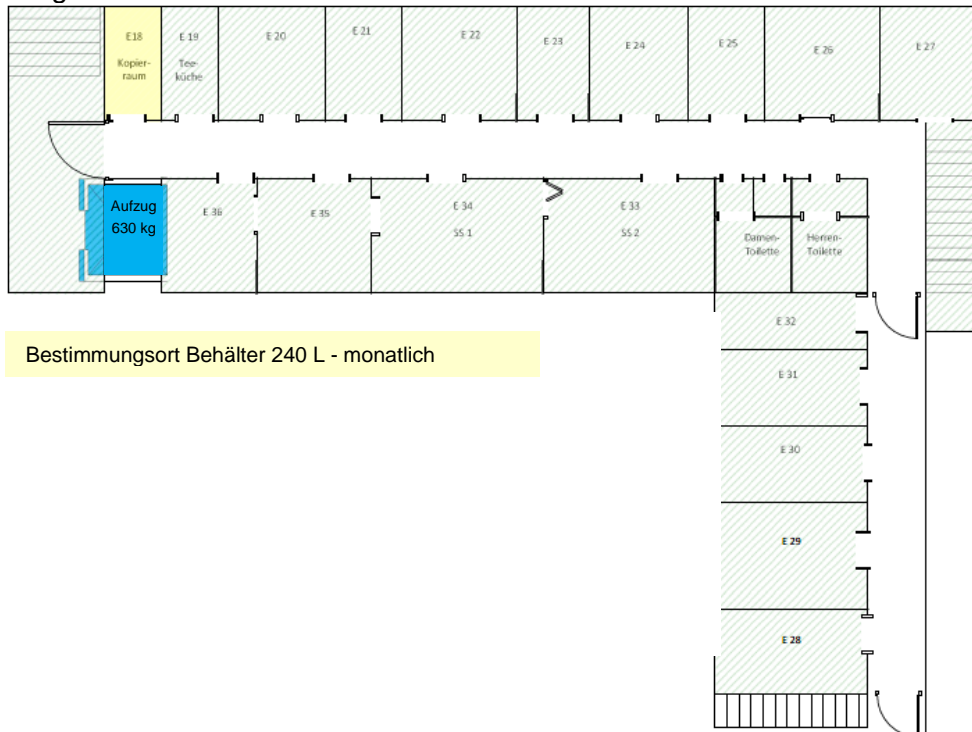 E18
Kopier-
raum
E 19
Tee-
küche
E 20
E 21
E 22
E 23
E 24
E 25
E 26
E 27
Aufzug
630 kg
E 36
E 35
E 34
SS 1
E 33
SS 2
Damen-
Toilette
Herren-
Toilette
E 32
Bestimmungsort Behälter 240 L - monatlich
E 31
E 30
E 29
E 28